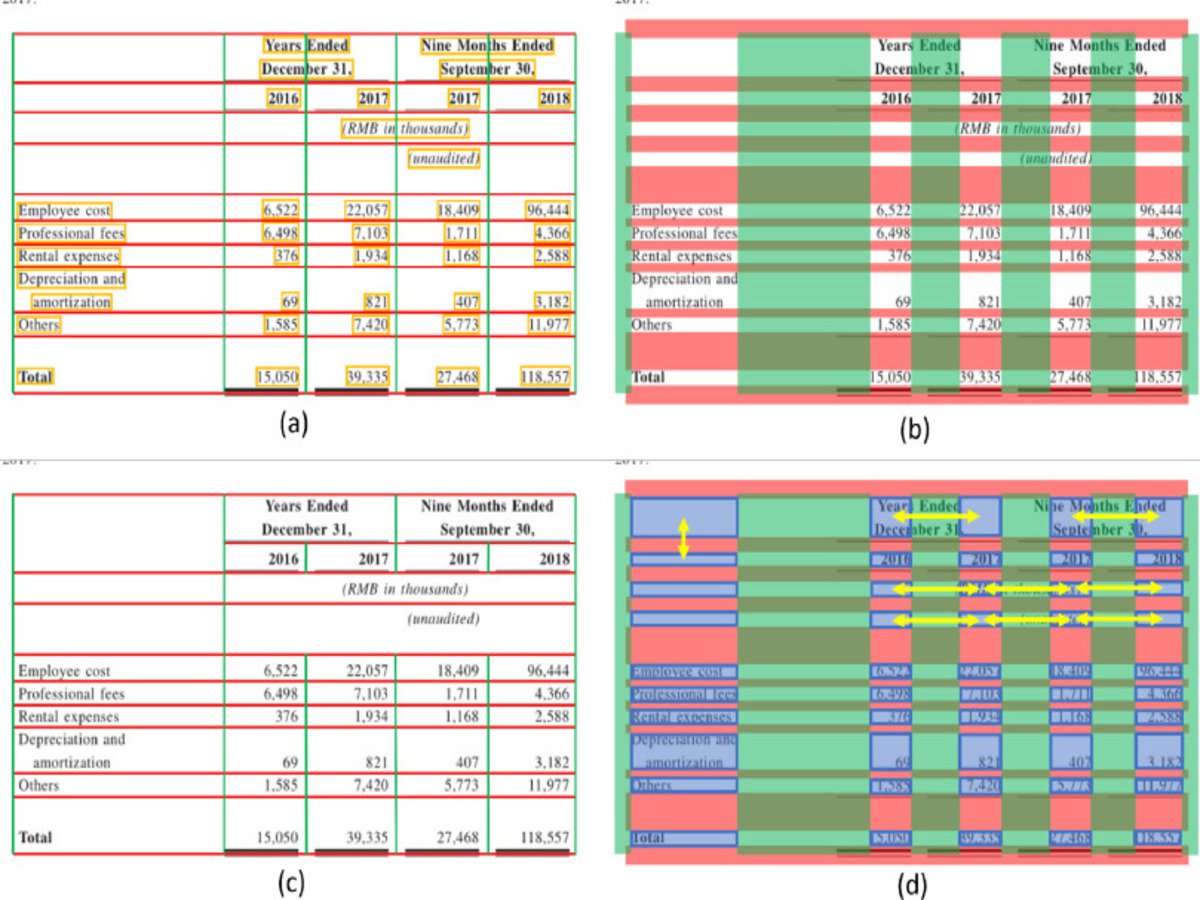 Years Ended Nine Months Ended
December 31, September 30,
2016 2017 2017 2018
(RMB in thousands)
(unaudited)
Employee cost 6,522 22,057 18,409 96,444
Professional fees 6,498 7,103 1,711 4,366
Rental expenses 376 1,934 1,168 2,588
Depreciation and
amortization 69 821 407 3,182
Others 1,585 7,420 5,773 11,977
Total 15,050 39,335 27,468 118,557
(a)
Years Ended Nine Months Ended
December 31, September 30,
2016 2017 2017 2018
(RMB in thousands)
(unaudited)
Employee cost 6,522 22,057 18,409 96,444
Professional fees 6,498 7,103 1,711 4,366
Rental expenses 376 1,934 1,168 2,588
Depreciation and
amortization 69 821 407 3,182
Others 1,585 7,420 5,773 11,977
Total 15,050 39,335 27,468 118,557
(b)
Years Ended Nine Months Ended
December 31, September 30,
2016 2017 2017 2018
(RMB in thousands)
(unaudited)
Employee cost 6,522 22,057 18,409 96,444
Professional fees 6,498 7,103 1,711 4,366
Rental expenses 376 1,934 1,168 2,588
Depreciation and
amortization 69 821 407 3,182
Others 1,585 7,420 5,773 11,977
Total 15,050 39,335 27,468 118,557
(c)
Years Ended Nine Months Ended
December 31, September 30,
2016 2017 2017 2018
Employee cost 6,522 22,057 18,409 96,444
Professional fees 6,498 7,103 1,711 4,366
Rental expenses 376 1,934 1,168 2,588
Depreciation and
amortization 69 821 407 3,182
Others 1,585 7,420 5,773 11,977
Total 15,050 39,335 27,468 118,557
(d)